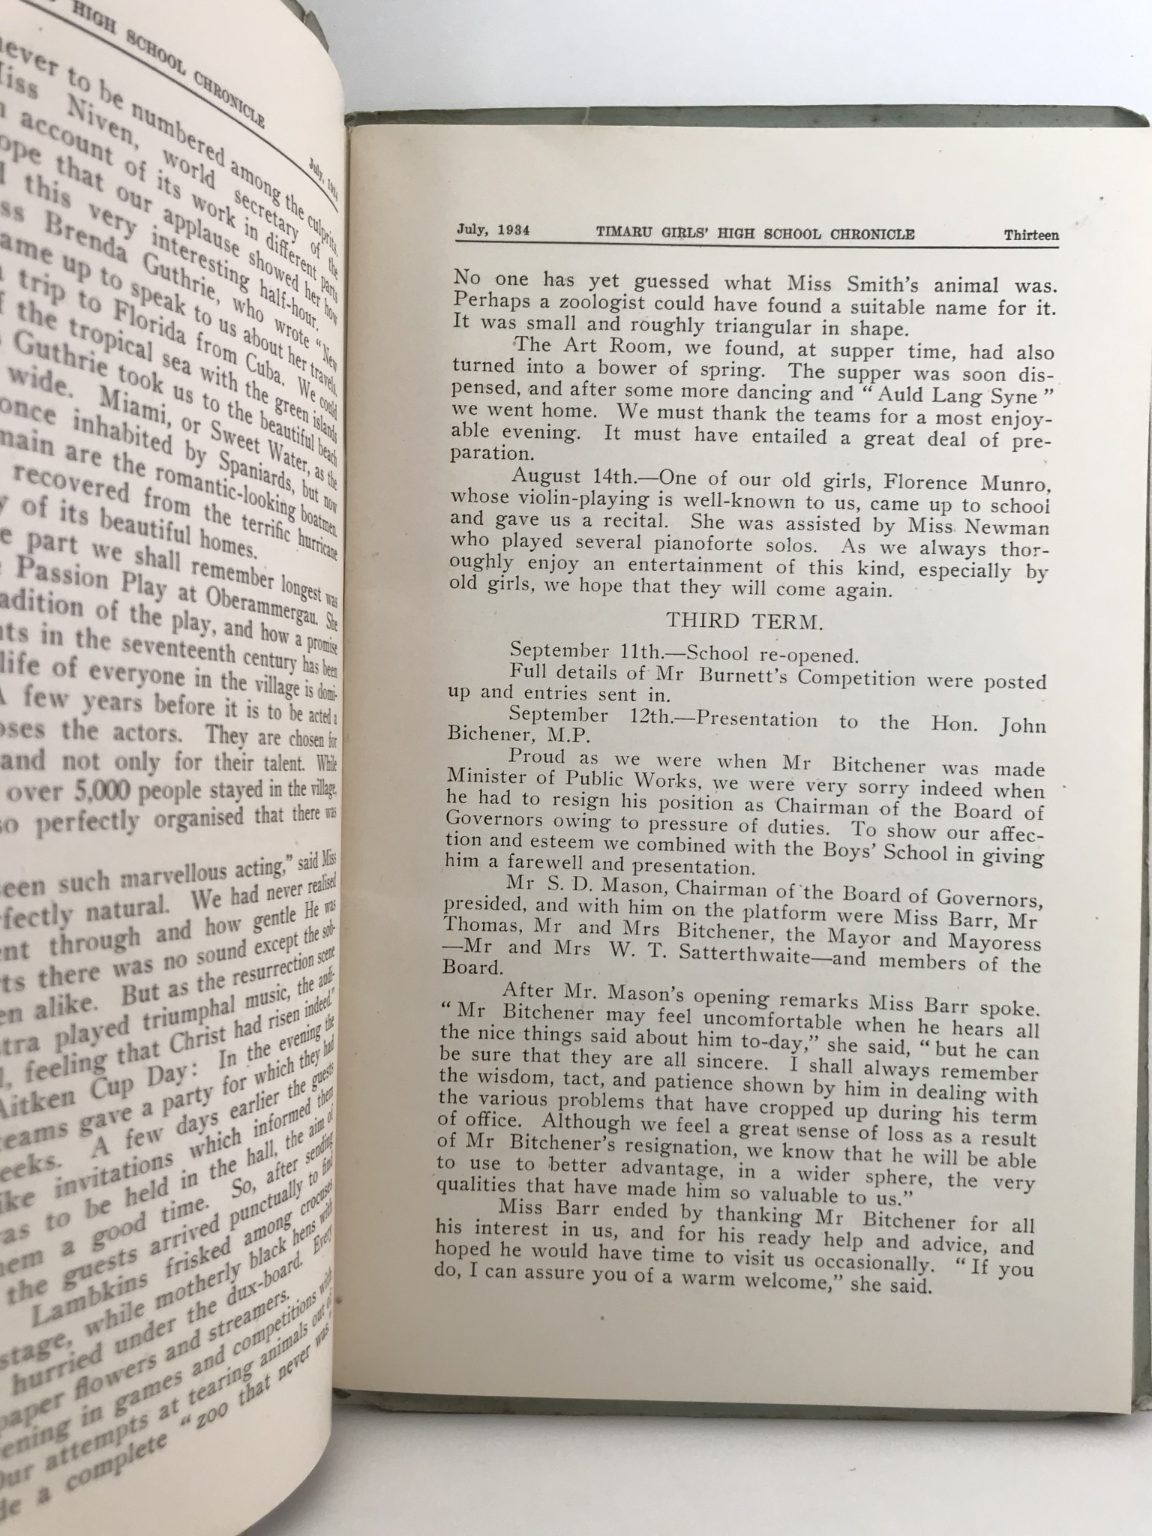 HIGH SCHOOL CHRONICLE
July, 1934
never to be numbered among the culprits.
Miss Niven, world secretary of the
account of its work in different parts
hope that our applause showed her how
this very interesting half-hour.
Brenda Guthrie, who wrote "New
came up to speak to us about her travels.
trip to Florida from Cuba. We could
the tropical sea with the green islands
Guthrie took us to the beautiful beach
wide. Miami, or Sweet Water, as the
once inhabited by Spaniards, but now
main are the romantic-looking boatmen.
recovered from the terrific hurricane
of its beautiful homes.
part we shall remember longest was
Passion Play at Oberammergau. She
tradition of the play, and how a promise
in the seventeenth century has been
life of everyone in the village is domi-
A few years before it is to be acted a
the actors. They are chosen for
and not only for their talent. While
over 5,000 people stayed in the village,
so perfectly organised that there was
seen such marvellous acting," said Miss
perfectly natural. We had never realised
through and how gentle He was
there was no sound except the sob-
alike. But as the resurrection scene
played triumphal music, the audi-
feeling that Christ had risen indeed."
Aitken Cup Day: In the evening the
teams gave a party for which they had
A few days earlier the guests
invitations which informed them
was to be held in the hall, the aim of
them a good time. So, after sending
the guests arrived punctually to find
Lambkins frisked among crocuses
stage, while motherly black hens with
hurried under the dux-board. Every
paper flowers and streamers.
evening in games and competitions with
Our attempts at tearing animals out of
a complete "zoo that never was."
July, 1934 TIMARU GIRLS' HIGH SCHOOL CHRONICLE Thirteen
No one has yet guessed what Miss Smith's animal was.
Perhaps a zoologist could have found a suitable name for it.
It was small and roughly triangular in shape.
The Art Room, we found, at supper time, had also
turned into a bower of spring. The supper was soon dis-
pensed, and after some more dancing and "Auld Lang Syne"
we went home. We must thank the teams for a most enjoy-
able evening. It must have entailed a great deal of pre-
paration.
August 14th.—One of our old girls, Florence Munro,
whose violin-playing is well-known to us, came up to school
and gave us a recital. She was assisted by Miss Newman
who played several pianoforte solos. As we always thor-
oughly enjoy an entertainment of this kind, especially by
old girls, we hope that they will come again.
THIRD TERM.
September 11th.—School re-opened.
Full details of Mr Burnett's Competition were posted
up and entries sent in.
September 12th.—Presentation to the Hon. John
Bichener, M.P.
Proud as we were when Mr Bitchener was made
Minister of Public Works, we were very sorry indeed when
he had to resign his position as Chairman of the Board of
Governors owing to pressure of duties. To show our affec-
tion and esteem we combined with the Boys' School in giving
him a farewell and presentation.
Mr S. D. Mason, Chairman of the Board of Governors,
presided, and with him on the platform were Miss Barr, Mr
Thomas, Mr and Mrs Bitchener, the Mayor and Mayoress
—Mr and Mrs W. T. Satterthwaite—and members of the
Board.
After Mr. Mason's opening remarks Miss Barr spoke.
"Mr Bitchener may feel uncomfortable when he hears all
the nice things said about him to-day," she said, "but he can
be sure that they are all sincere. I shall always remember
the wisdom, tact, and patience shown by him in dealing with
the various problems that have cropped up during his term
of office. Although we feel a great sense of loss as a result
of Mr Bitchener's resignation, we know that he will be able
to use to better advantage, in a wider sphere, the very
qualities that have made him so valuable to us."
Miss Barr ended by thanking Mr Bitchener for all
his interest in us, and for his ready help and advice, and
hoped he would have time to visit us occasionally. "If you
do, I can assure you of a warm welcome," she said.